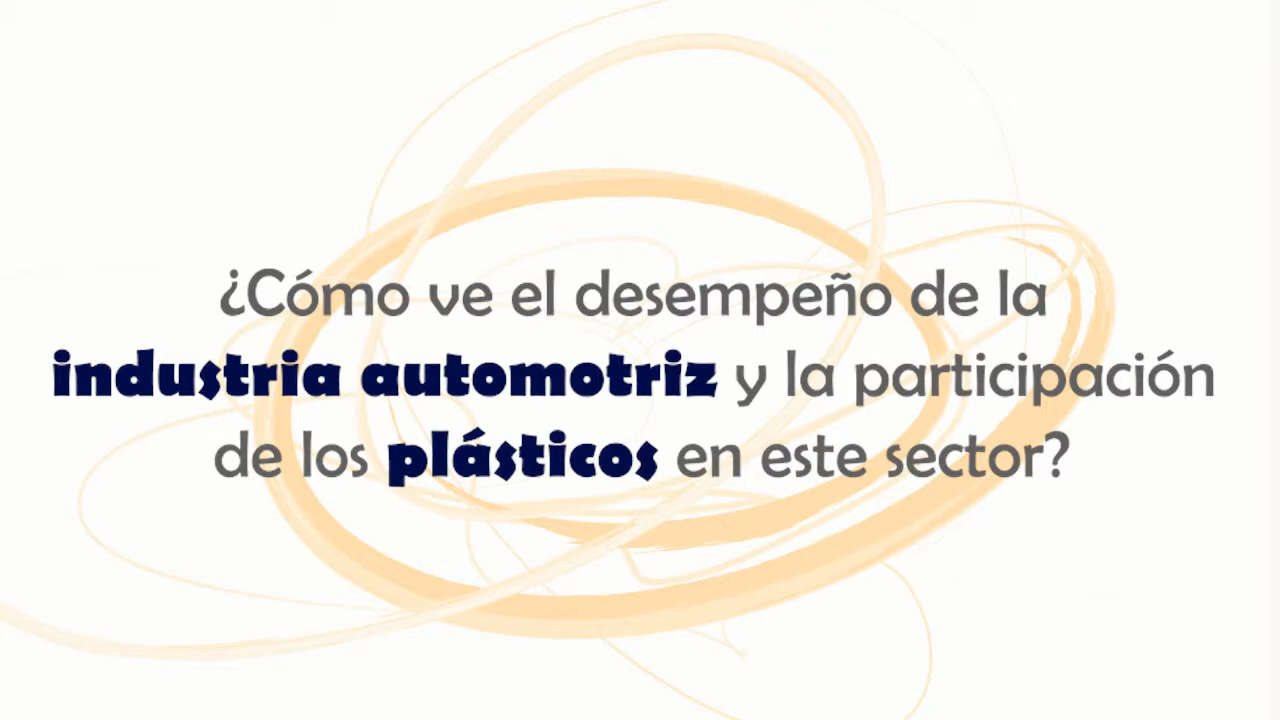 ¿Cómo ve el desempeño de la
industria automotriz y la participación
de los plásticos en este sector?